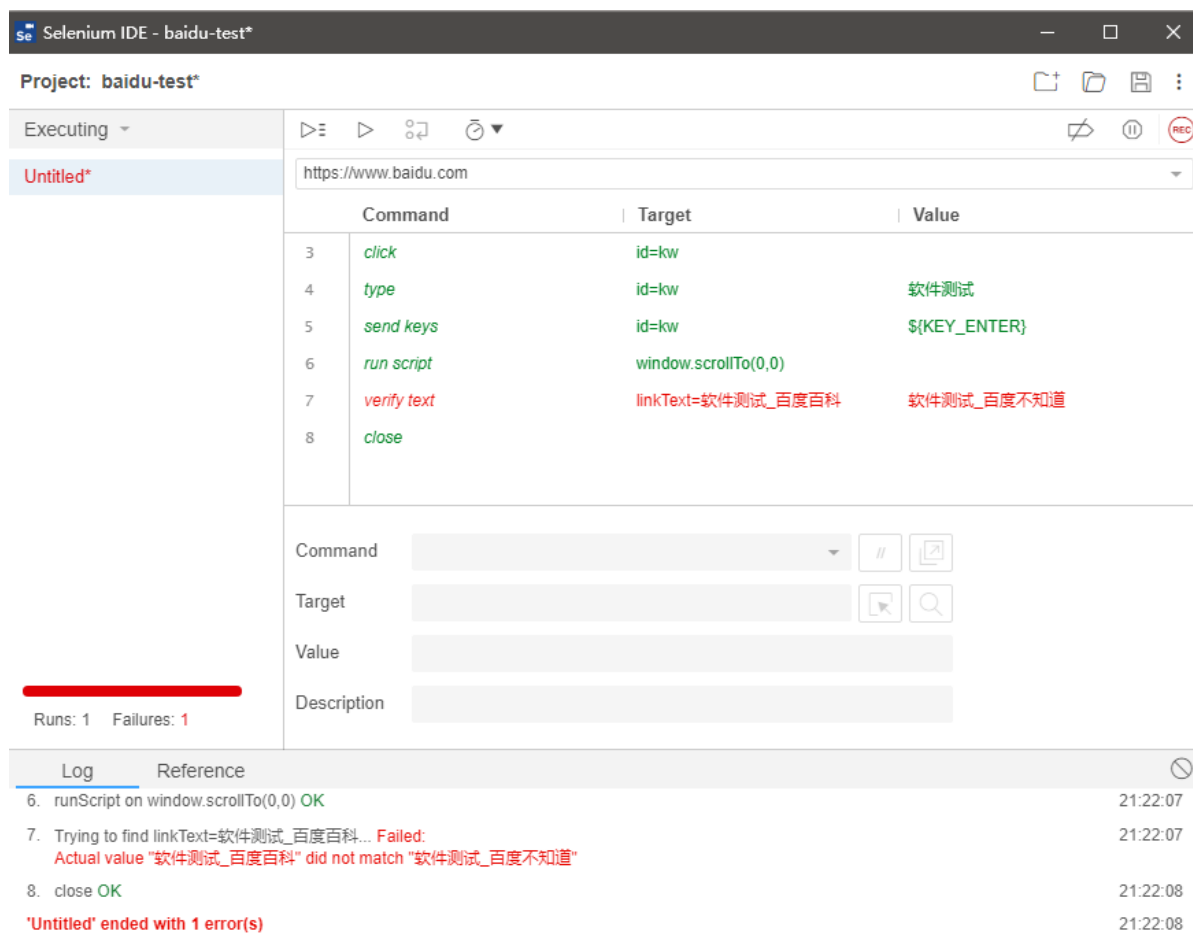 Selenium IDE - baidu-test*
Project: baidu-test*
Executing
REC
Untitled*
https://www.baidu.com
Command Target Value
3 click id=kw
4 type id=kw 软件测试
5 send keys id=kw ${KEY_ENTER}
6 run script window.scrollTo(0,0)
7 verify text linkText=软件测试_百度百科 软件测试_百度不知道
8 close
Command //
Target
Value
Description
Runs: 1 Failures: 1
Log Reference
6. runScript on window.scrollTo(0,0) OK 21:22:07
7. Trying to find linkText=软件测试_百度百科... Failed: 21:22:07
Actual value "软件测试_百度百科" did not match "软件测试_百度不知道"
8. close OK 21:22:08
'Untitled' ended with 1 error(s) 21:22:08